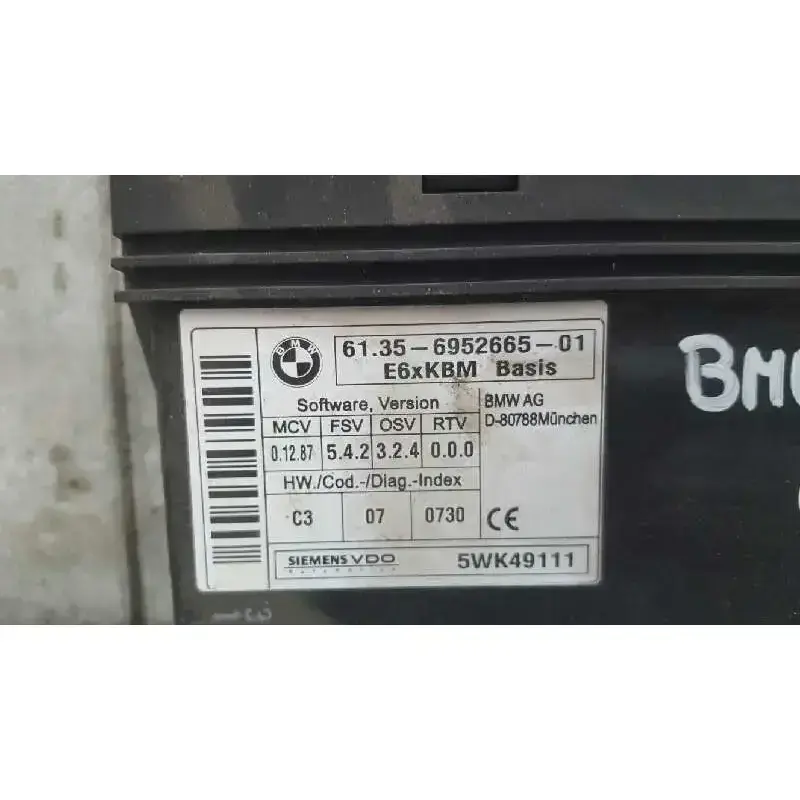 BMW
61.35-6952665-01
E6xKBM Basis
Software, Version
MCV FSV OSV RTV
0.12.87 5.4.2 3.2.4 0.0.0
HW./Cod.-/Diag.-Index
C3 07 0730
BMW AG
D-80788München
CE
SIEMENS VDO
AUTOMOTIVE
5WK49111